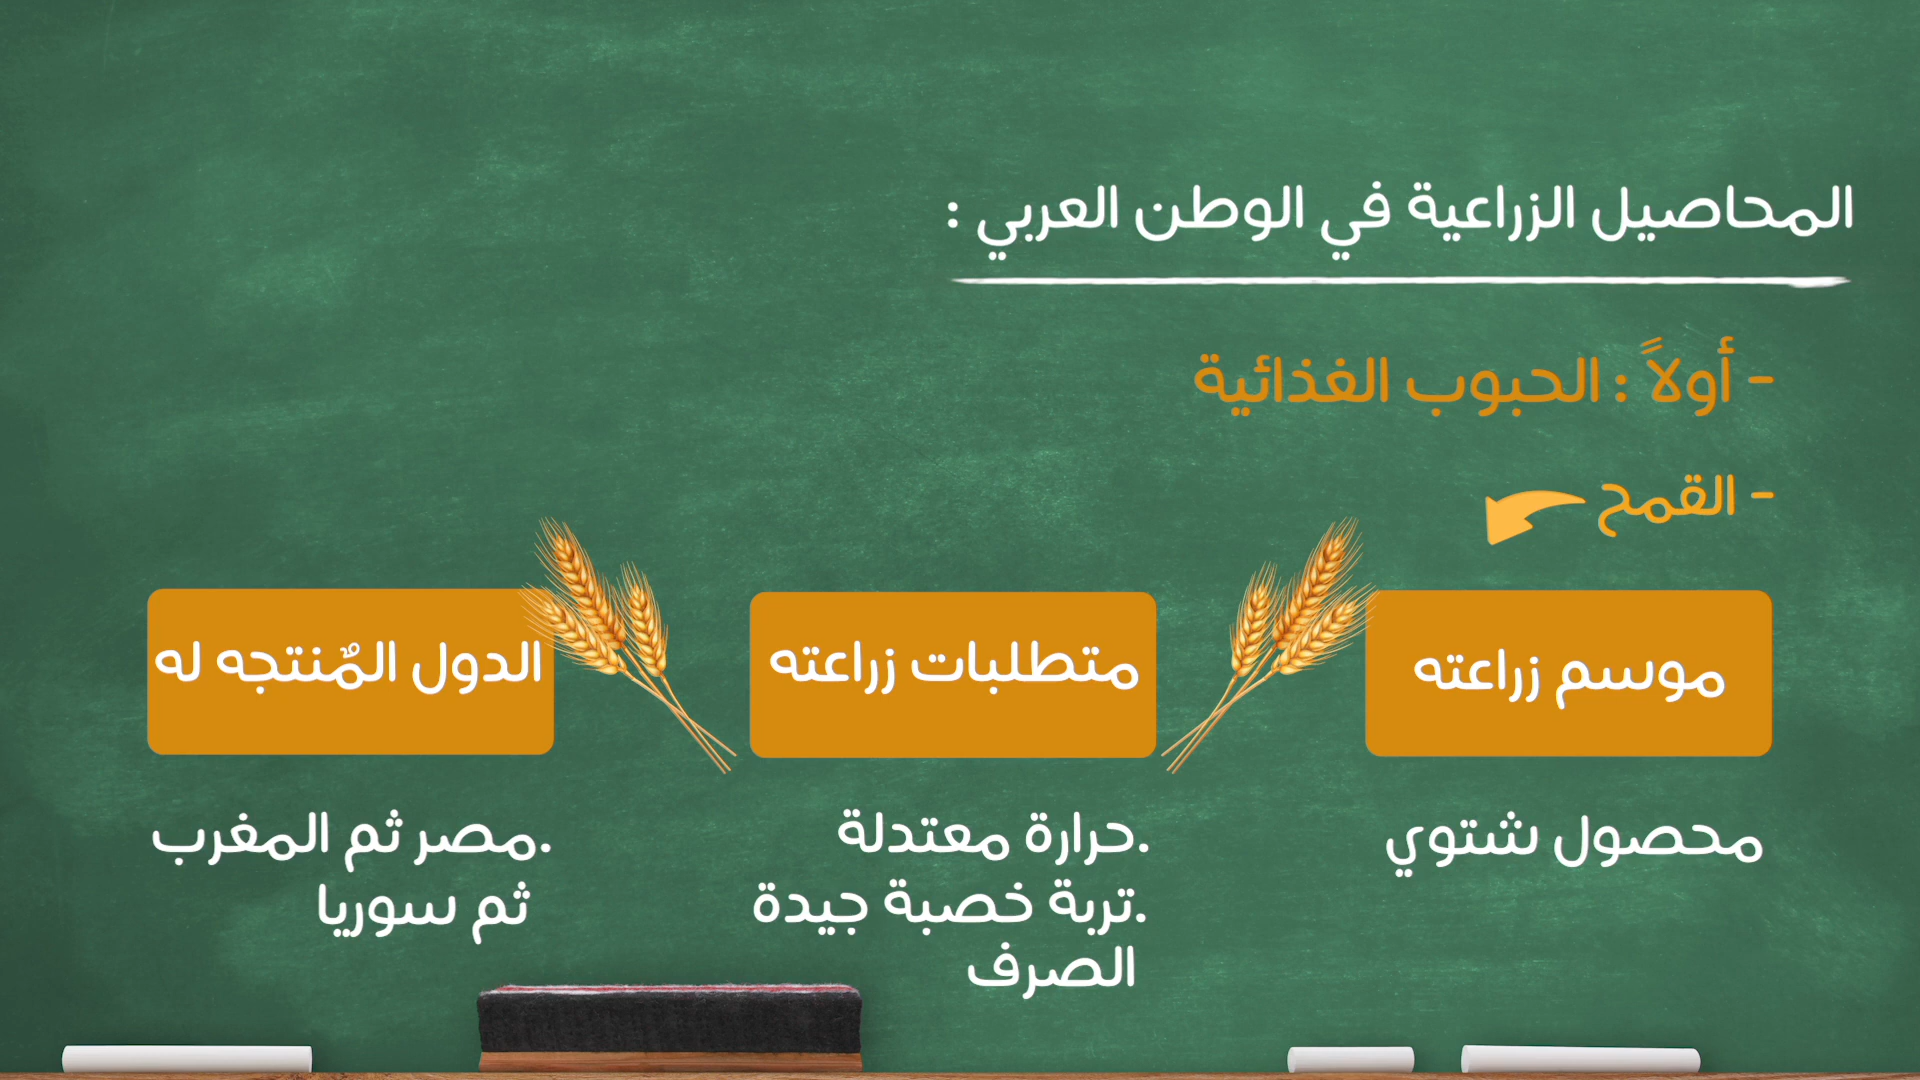 المحاصيل الزراعية في الوطن العربي :
- أولاً : الحبوب الغذائية
- القمح
موسم زراعته
محصول شتوي
متطلبات زراعته
.حرارة معتدلة
.تربة خصبة جيدة
الصرف
الدول المٌنتجه له
.مصر ثم المغرب
ثم سوريا